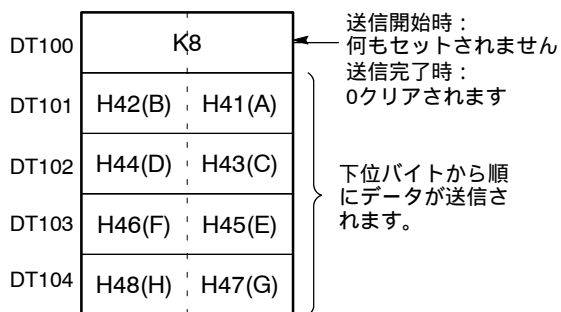 送信開始時：
DT100 K8 何もセットされません
送信完了時：
0クリアされます
DT101 H42(B) H41(A)
DT102 H44(D) H43(C)
下位バイトから順
にデータが送信さ
れます。
DT103 H46(F) H45(E)
DT104 H48(H) H47(G)